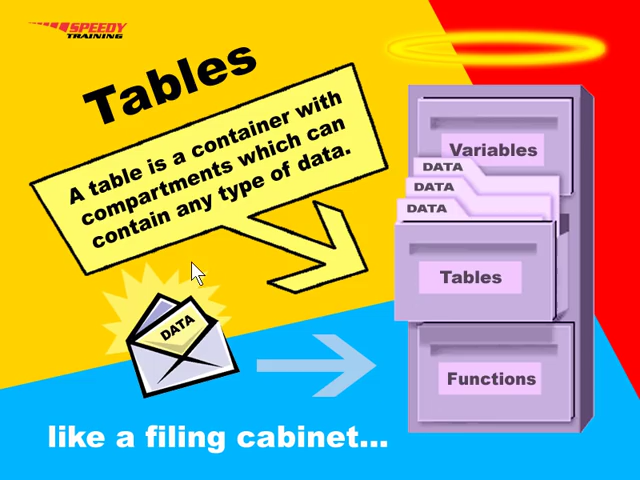 SPEEDY
TRAINING
Tables
A table is a container with
compartments which can
contain any type of data.
Variables
DATA
DATA
DATA
Tables
DATA
Functions
like a filing cabinet...